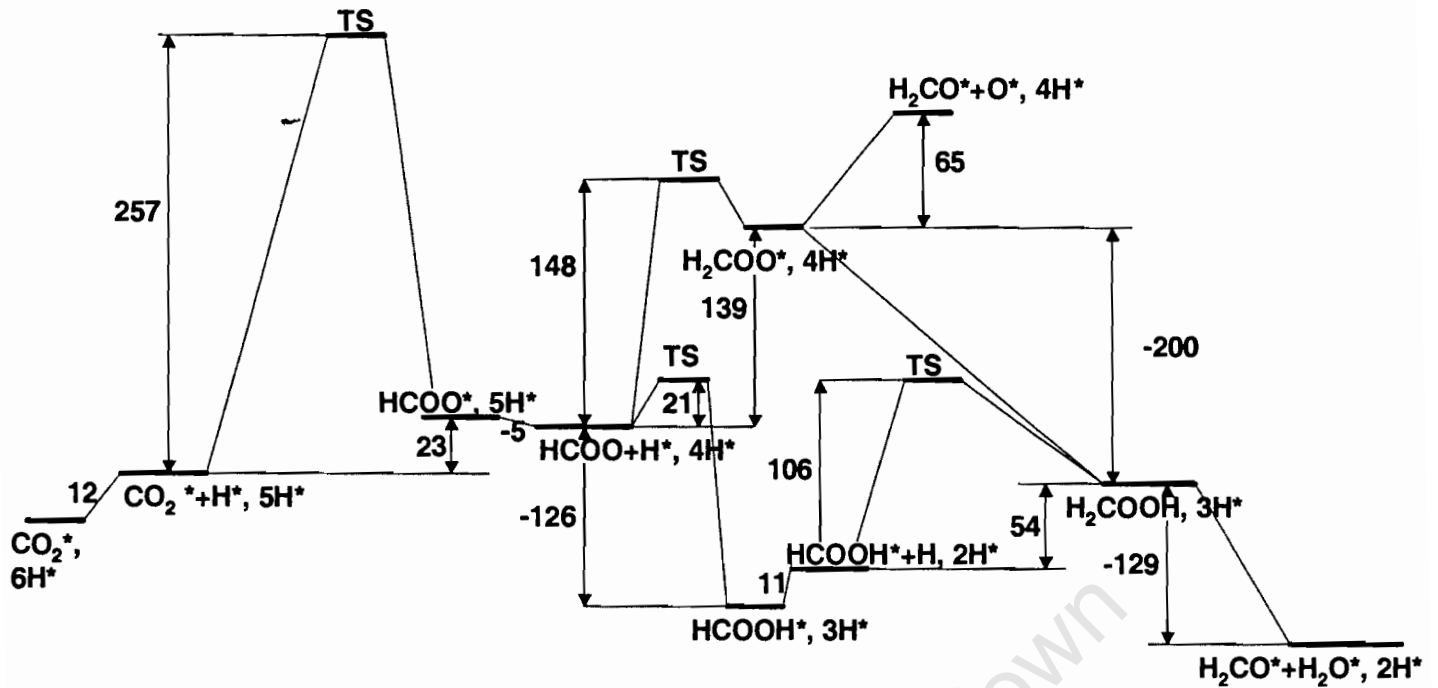 TS
H₂CO*+O*, 4H*
65
TS
257
148
H₂COO*, 4H*
139
-200
TS
TS
HCOO*, 5H*
21
-5
23
HCOO+H*, 4H*
106
12
CO₂ *+H*, 5H*
-126
54
H₂COOH, 3H*
CO₂*,
6H*
HCOOH*+H, 2H*
-129
11
HCOOH*, 3H*
H₂CO*+H₂O*, 2H*
own